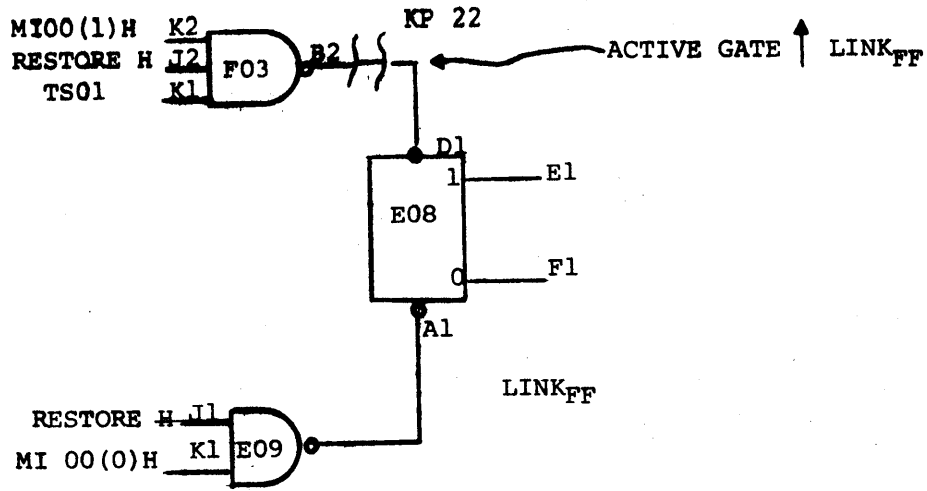 KP 22
MI00(1)H K2
RESTORE H J2 F03 B2
TS01 K1
ACTIVE GATE ↑ LINKFF
D1
1 E1
E08
0 F1
A1
LINKFF
RESTORE H J1
MI 00(0)H K1 E09